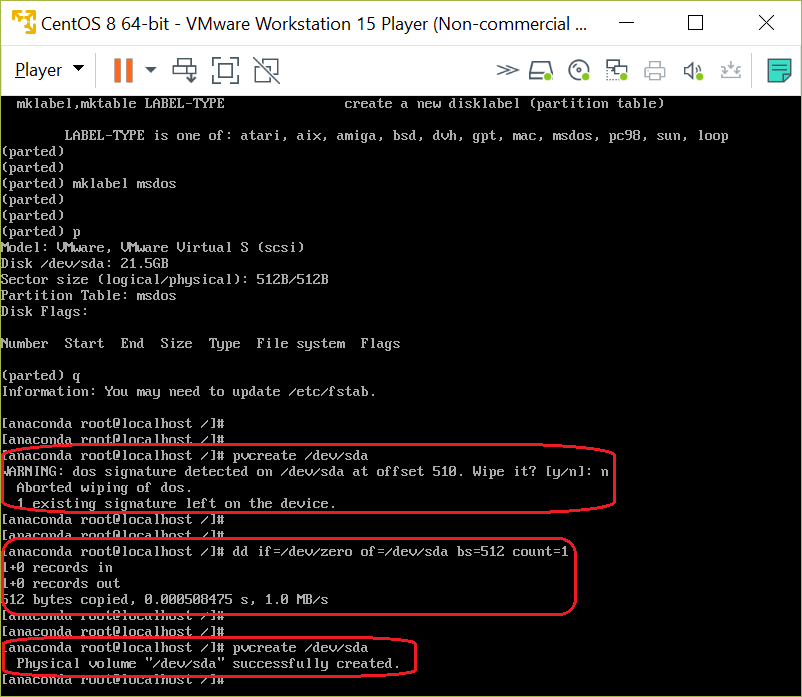 CentOS 8 64-bit - VMware Workstation 15 Player (Non-commercial ...
Player
mklabel,mktable LABEL-TYPE               create a new disklabel (partition table)
LABEL-TYPE is one of: atari, aix, amiga, bsd, dvh, gpt, mac, msdos, pc98, sun, loop
(parted)
(parted)
(parted) mklabel msdos
(parted)
(parted)
(parted) p
Model: VMware, VMware Virtual S (scsi)
Disk /dev/sda: 21.5GB
Sector size (logical/physical): 512B/512B
Partition Table: msdos
Disk Flags:
Number  Start  End  Size  Type  File system  Flags
(parted) q
Information: You may need to update /etc/fstab.
[anaconda root@localhost /]#
[anaconda root@localhost /]#
[anaconda root@localhost /]# pvcreate /dev/sda
WARNING: dos signature detected on /dev/sda at offset 510. Wipe it? [y/n]: n
Aborted wiping of dos.
1 existing signature left on the device.
[anaconda root@localhost /]#
[anaconda root@localhost /]#
[anaconda root@localhost /]# dd if=/dev/zero of=/dev/sda bs=512 count=1
1+0 records in
1+0 records out
512 bytes copied, 0.000508475 s, 1.0 MB/s
[anaconda root@localhost /]#
[anaconda root@localhost /]#
[anaconda root@localhost /]# pvcreate /dev/sda
Physical volume "/dev/sda" successfully created.
[anaconda root@localhost /]#